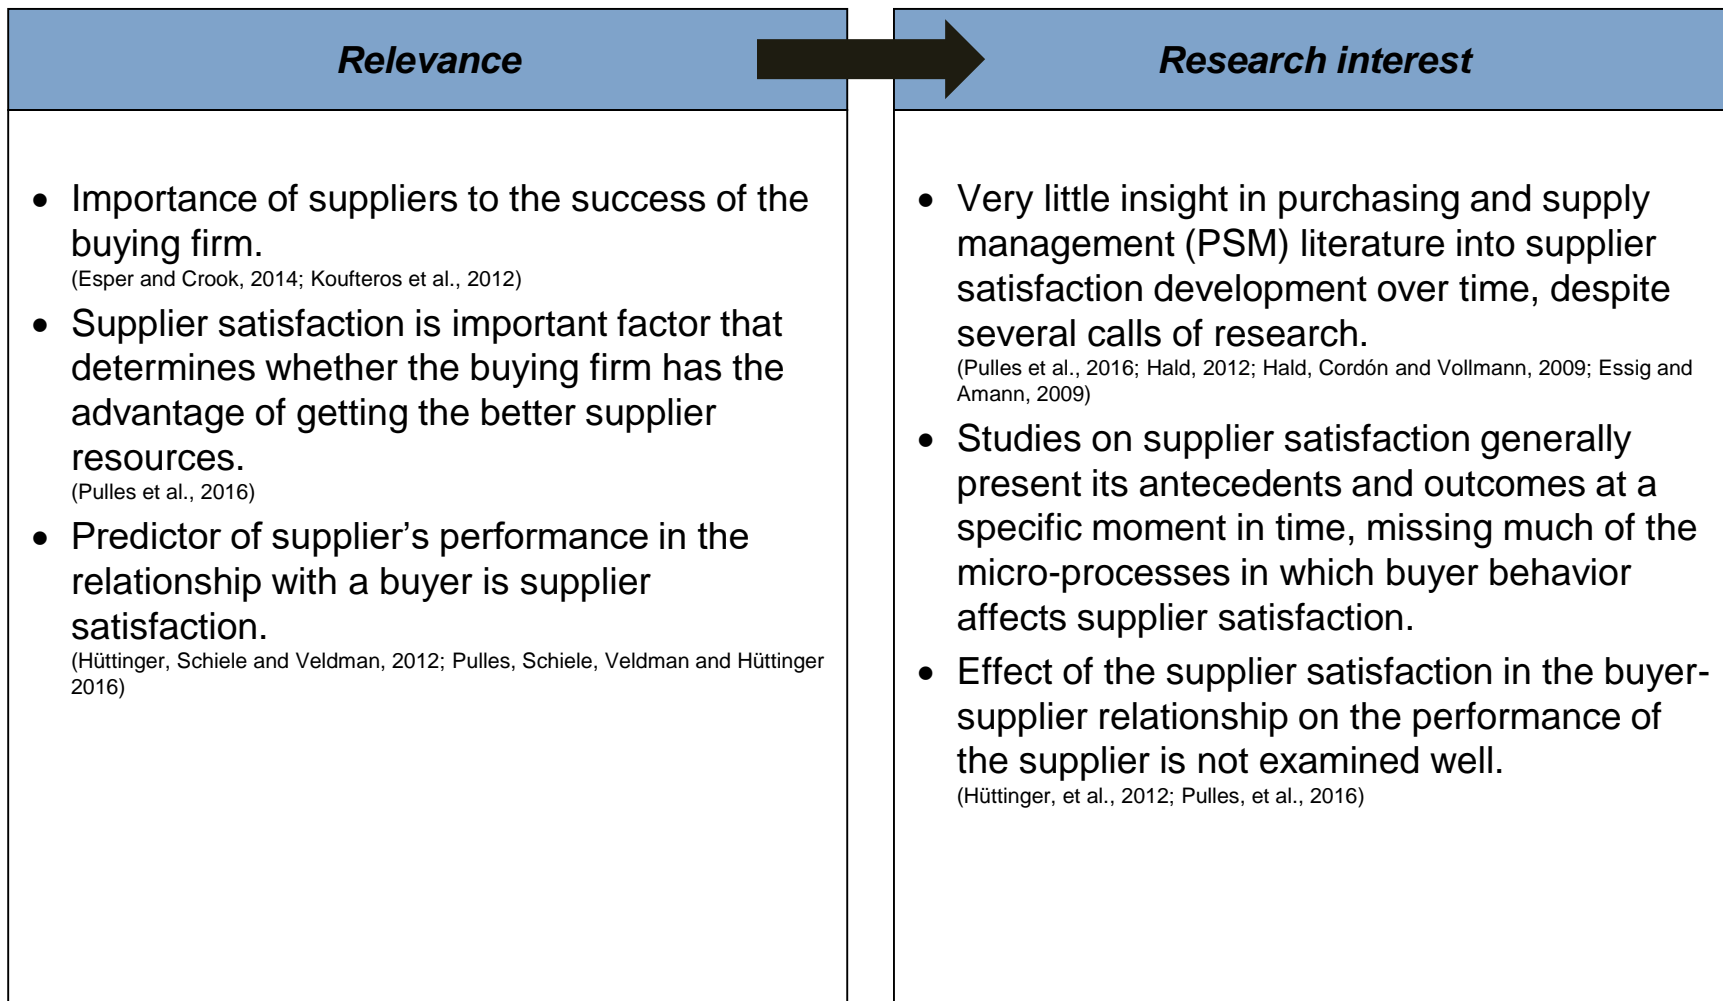 Relevance
• Importance of suppliers to the success of the
buying firm.
(Esper and Crook, 2014; Koufteros et al., 2012)
• Supplier satisfaction is important factor that
determines whether the buying firm has the
advantage of getting the better supplier
resources.
(Pulles et al., 2016)
• Predictor of supplier’s performance in the
relationship with a buyer is supplier
satisfaction.
(Hüttinger, Schiele and Veldman, 2012; Pulles, Schiele, Veldman and Hüttinger
2016)
Research interest
• Very little insight in purchasing and supply
management (PSM) literature into supplier
satisfaction development over time, despite
several calls of research.
(Pulles et al., 2016; Hald, 2012; Hald, Cordón and Vollmann, 2009; Essig and
Amann, 2009)
• Studies on supplier satisfaction generally
present its antecedents and outcomes at a
specific moment in time, missing much of the
micro-processes in which buyer behavior
affects supplier satisfaction.
• Effect of the supplier satisfaction in the buyer-
supplier relationship on the performance of
the supplier is not examined well.
(Hüttinger, et al., 2012; Pulles, et al., 2016)